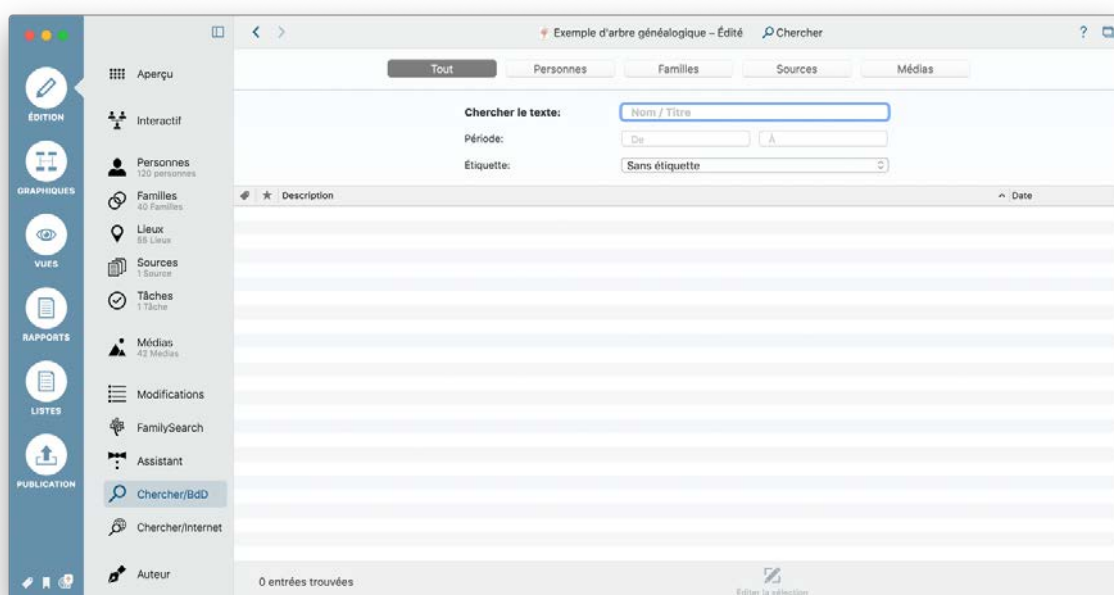 Exemple d'arbre généalogique – Édité Chercher ?
Tout Personnes Familles Sources Médias
Chercher le texte: Nom / Titre
Période: De À
Étiquette: Sans étiquette
Description Date
ÉDITION
GRAPHIQUES
VUES
RAPPORTS
LISTES
PUBLICATION
Aperçu
Interactif
Personnes
120 personnes
Familles
40 Familles
Lieux
55 Lieux
Sources
1 Source
Tâches
1 Tâche
Médias
42 Medias
Modifications
FamilySearch
Assistant
Chercher/BdD
Chercher/Internet
Auteur
0 entrées trouvées
Éditer la sélection